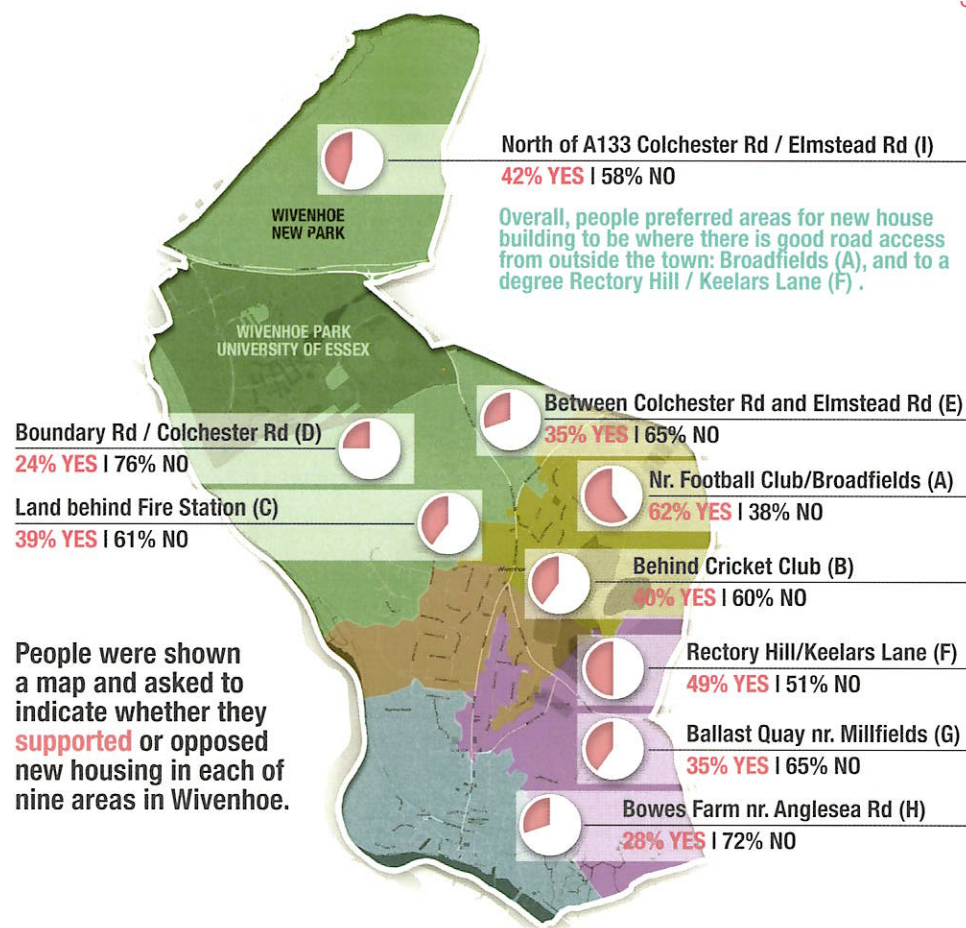 North of A133 Colchester Rd / Elmstead Rd (I)
42% YES I 58% NO
Overall, people preferred areas for new house
building to be where there is good road access
from outside the town: Broadfields (A), and to a
degree Rectory Hill / Keelars Lane (F) .
WIVENHOE
NEW PARK
WIVENHOE PARK
UNIVERSITY OF ESSEX
Between Colchester Rd and Elmstead Rd (E)
35% YES I 65% NO
Boundary Rd / Colchester Rd (D)
24% YES I 76% NO
Nr. Football Club/Broadfields (A)
62% YES I 38% NO
Land behind Fire Station (C)
39% YES I 61% NO
Behind Cricket Club (B)
40% YES I 60% NO
Wivenhoe
People were shown
a map and asked to
indicate whether they
supported or opposed
new housing in each of
nine areas in Wivenhoe.
Rectory Hill/Keelars Lane (F)
49% YES I 51% NO
Ballast Quay nr. Millfields (G)
35% YES I 65% NO
Bowes Farm nr. Anglesea Rd (H)
28% YES I 72% NO